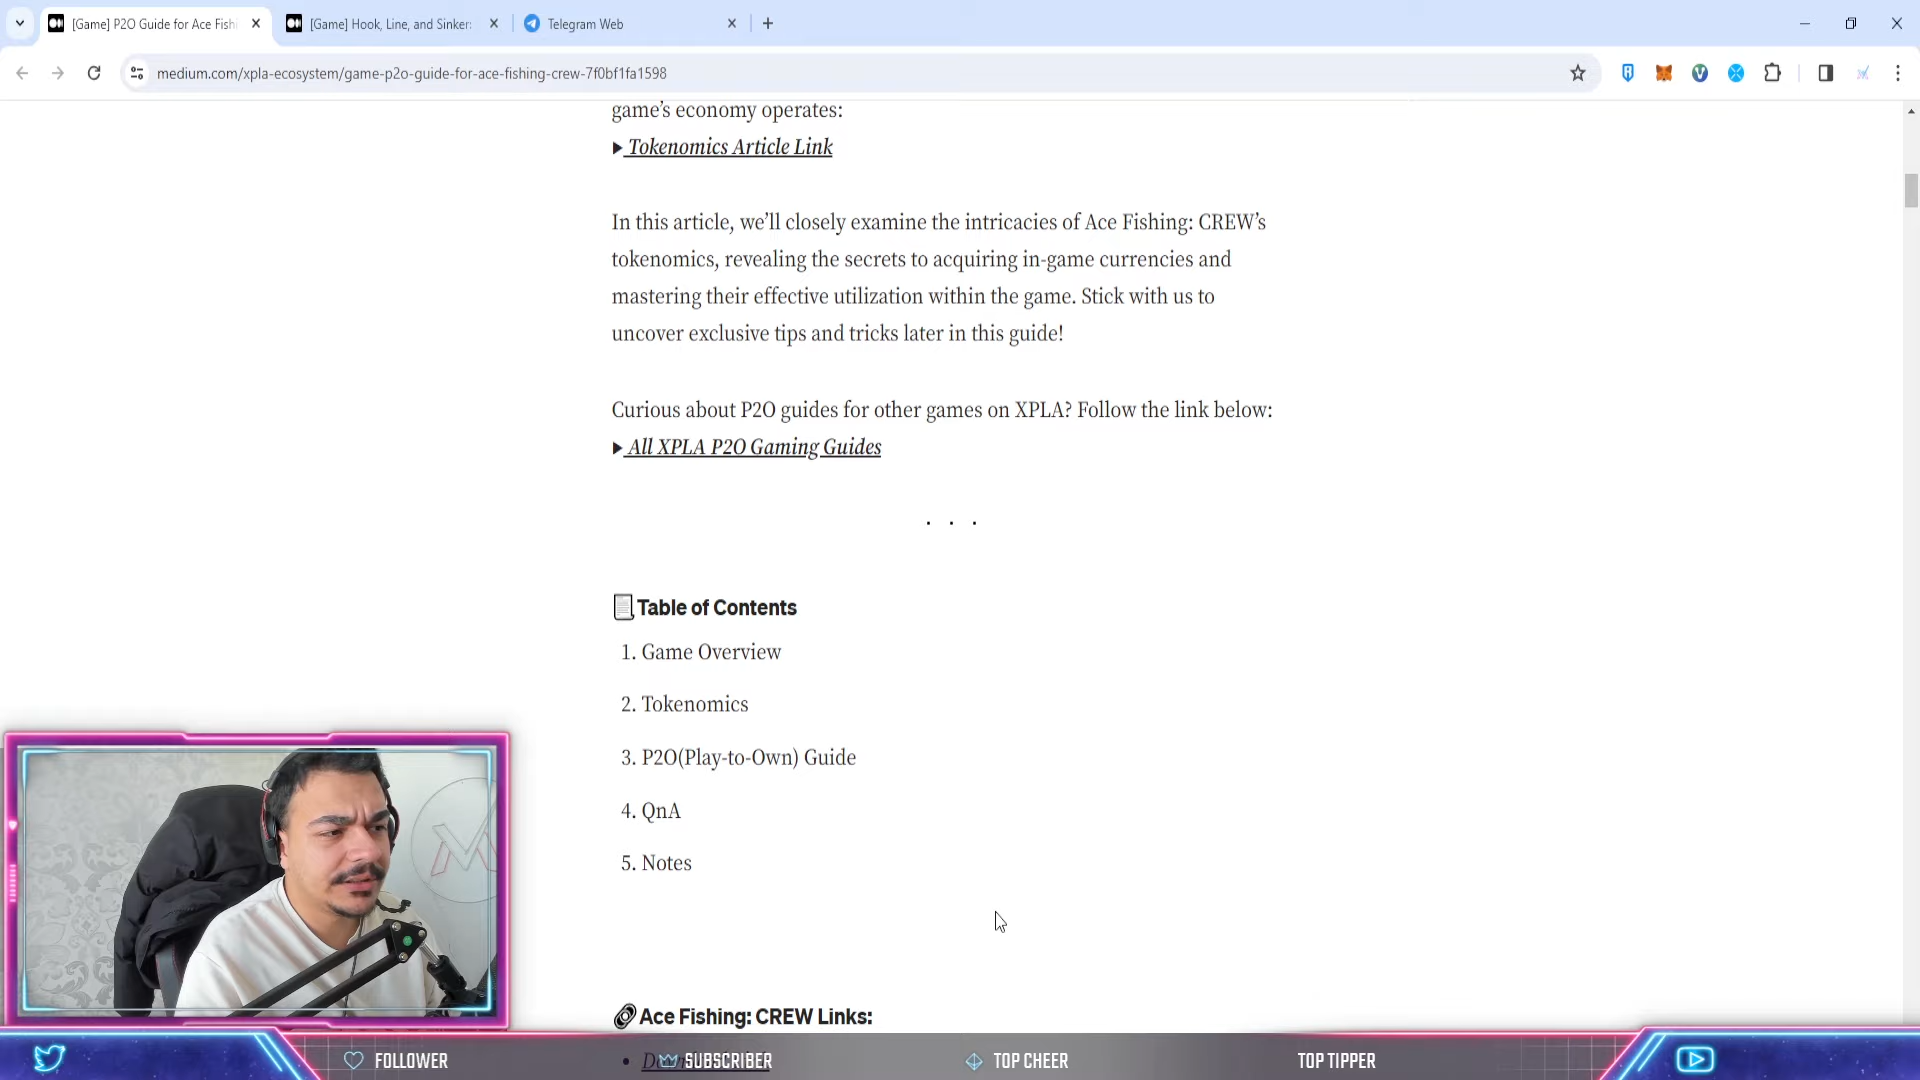 [Game] P2O Guide for Ace Fishi
[Game] Hook, Line, and Sinker:
Telegram Web
medium.com/xpla-ecosystem/game-p2o-guide-for-ace-fishing-crew-7f0bf1fa1598
game’s economy operates:
▶ Tokenomics Article Link
In this article, we’ll closely examine the intricacies of Ace Fishing: CREW’s
tokenomics, revealing the secrets to acquiring in-game currencies and
mastering their effective utilization within the game. Stick with us to
uncover exclusive tips and tricks later in this guide!
Curious about P2O guides for other games on XPLA? Follow the link below:
▶ All XPLA P2O Gaming Guides
. . .
Table of Contents
1. Game Overview
2. Tokenomics
3. P2O(Play-to-Own) Guide
4. QnA
5. Notes
Ace Fishing: CREW Links:
FOLLOWER
SUBSCRIBER
TOP CHEER
TOP TIPPER